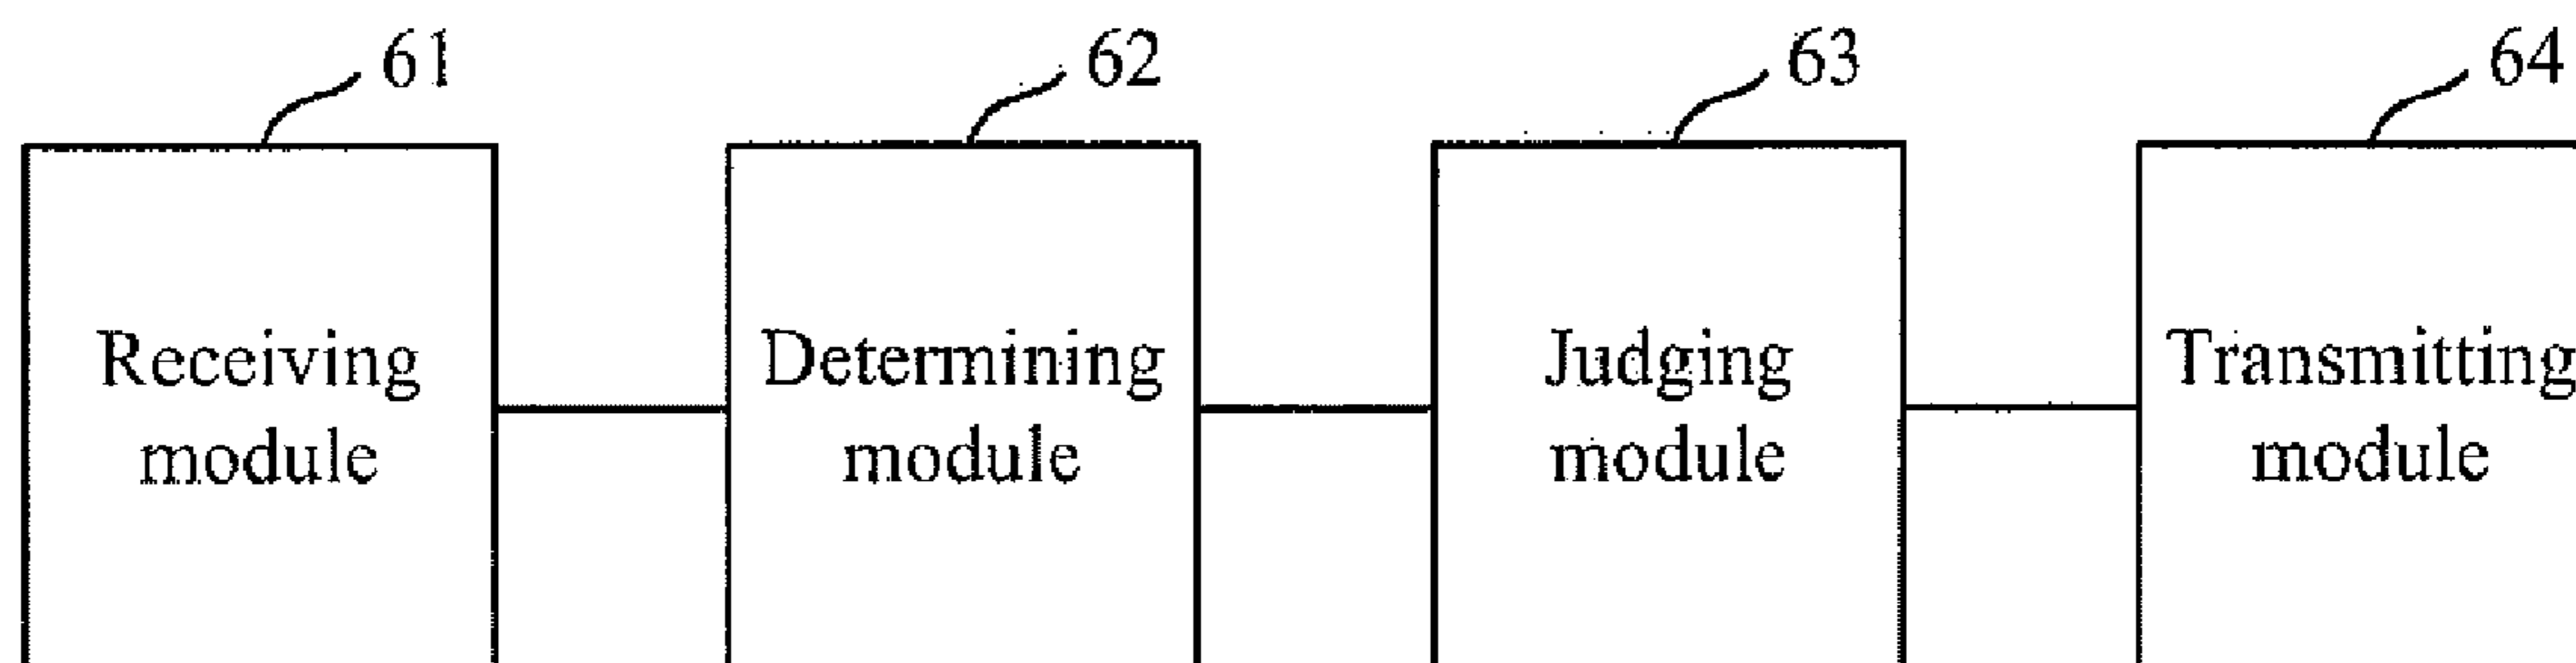 61
62
63
64
Receiving
module
Determining
module
Judging
module
Transmitting
module